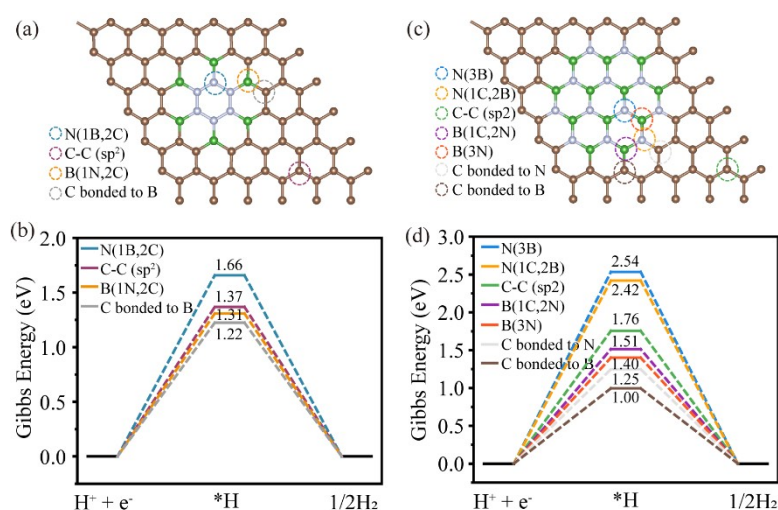 (a)
N(1B,2C)
C-C (sp²)
B(1N,2C)
C bonded to B
(c)
N(3B)
N(1C,2B)
C-C (sp2)
B(1C,2N)
B(3N)
C bonded to N
C bonded to B
(b)
Gibbs Energy (eV)
2.0
1.5
1.0
0.5
0.0
N(1B,2C)
C-C (sp²)
B(1N,2C)
C bonded to B
1.66
1.37
1.31
1.22
H⁺ + e⁻
*H
1/2H₂
(d)
Gibbs Energy (eV)
3.0
2.5
2.0
1.5
1.0
0.5
0.0
N(3B)
N(1C,2B)
C-C (sp2)
B(1C,2N)
B(3N)
C bonded to N
C bonded to B
2.54
2.42
1.76
1.51
1.40
1.25
1.00
H⁺ + e⁻
*H
1/2H₂